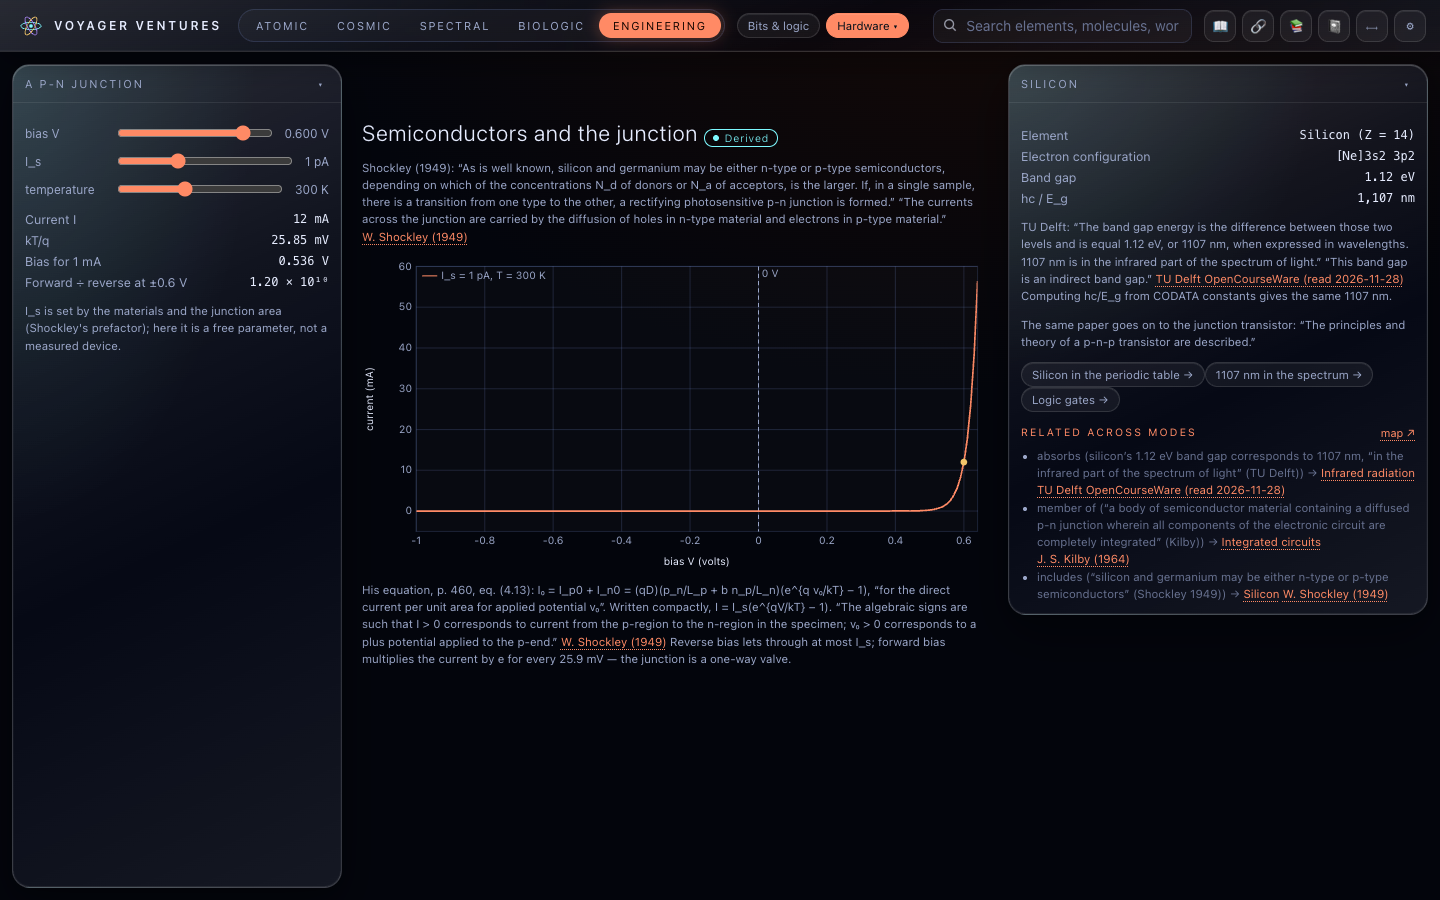 VOYAGER VENTURES
ATOMIC
COSMIC
SPECTRAL
BIOLOGIC
ENGINEERING
Bits & logic
Hardware ▾
Search elements, molecules, wor
A P-N JUNCTION
bias V
0.600 V
I_s
1 pA
temperature
300 K
Current I
12 mA
kT/q
25.85 mV
Bias for 1 mA
0.536 V
Forward ÷ reverse at ±0.6 V
1.20 × 10¹⁰
I_s is set by the materials and the junction area
(Shockley's prefactor); here it is a free parameter, not a
measured device.
Semiconductors and the junction
Derived
Shockley (1949): “As is well known, silicon and germanium may be either n-type or p-type semiconductors,
depending on which of the concentrations N_d of donors or N_a of acceptors, is the larger. If, in a single sample,
there is a transition from one type to the other, a rectifying photosensitive p-n junction is formed.” “The currents
across the junction are carried by the diffusion of holes in n-type material and electrons in p-type material.”
W. Shockley (1949)
I_s = 1 pA, T = 300 K
0 V
60
50
40
30
20
10
0
current (mA)
-1
-0.8
-0.6
-0.4
-0.2
0
0.2
0.4
0.6
bias V (volts)
His equation, p. 460, eq. (4.13): I₀ = I_p0 + I_n0 = (qD)(p_n/L_p + b n_p/L_n)(e^{q v₀/kT} − 1), “for the direct
current per unit area for applied potential v₀”. Written compactly, I = I_s(e^{qV/kT} − 1). “The algebraic signs are
such that I > 0 corresponds to current from the p-region to the n-region in the specimen; v₀ > 0 corresponds to a
plus potential applied to the p-end.” W. Shockley (1949) Reverse bias lets through at most I_s; forward bias
multiplies the current by e for every 25.9 mV — the junction is a one-way valve.
SILICON
Element
Silicon (Z = 14)
Electron configuration
[Ne]3s2 3p2
Band gap
1.12 eV
hc / E_g
1,107 nm
TU Delft: “The band gap energy is the difference between those two
levels and is equal 1.12 eV, or 1107 nm, when expressed in wavelengths.
1107 nm is in the infrared part of the spectrum of light.” “This band gap
is an indirect band gap.” TU Delft OpenCourseWare (read 2026-11-28)
Computing hc/E_g from CODATA constants gives the same 1107 nm.
The same paper goes on to the junction transistor: “The principles and
theory of a p-n-p transistor are described.”
Silicon in the periodic table →
1107 nm in the spectrum →
Logic gates →
RELATED ACROSS MODES
map ↗
• absorbs (silicon's 1.12 eV band gap corresponds to 1107 nm, “in the
infrared part of the spectrum of light” (TU Delft)) → Infrared radiation
TU Delft OpenCourseWare (read 2026-11-28)
• member of (“a body of semiconductor material containing a diffused
p-n junction wherein all components of the electronic circuit are
completely integrated” (Kilby)) → Integrated circuits
J. S. Kilby (1964)
• includes (“silicon and germanium may be either n-type or p-type
semiconductors” (Shockley 1949)) → Silicon W. Shockley (1949)